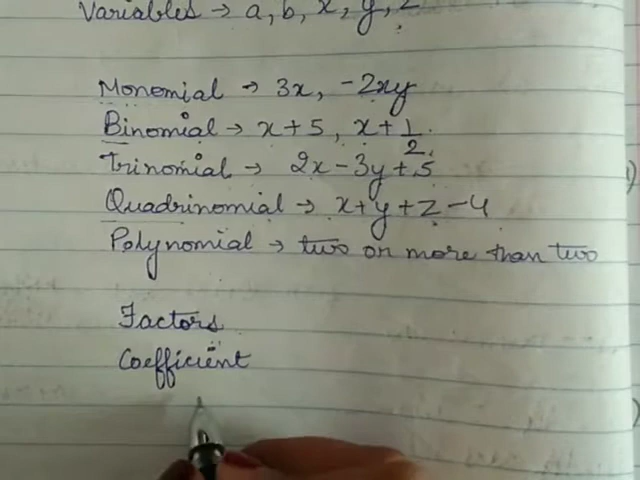 Variables → a, b, x, y, z
Monomial → 3x, -2xy
Binomial → x+5, x+1/2.
Trinomial → 2x-3y+5
Quadrinomial → x+y+z-4
Polynomial → two or more than two
Factors
Coefficient